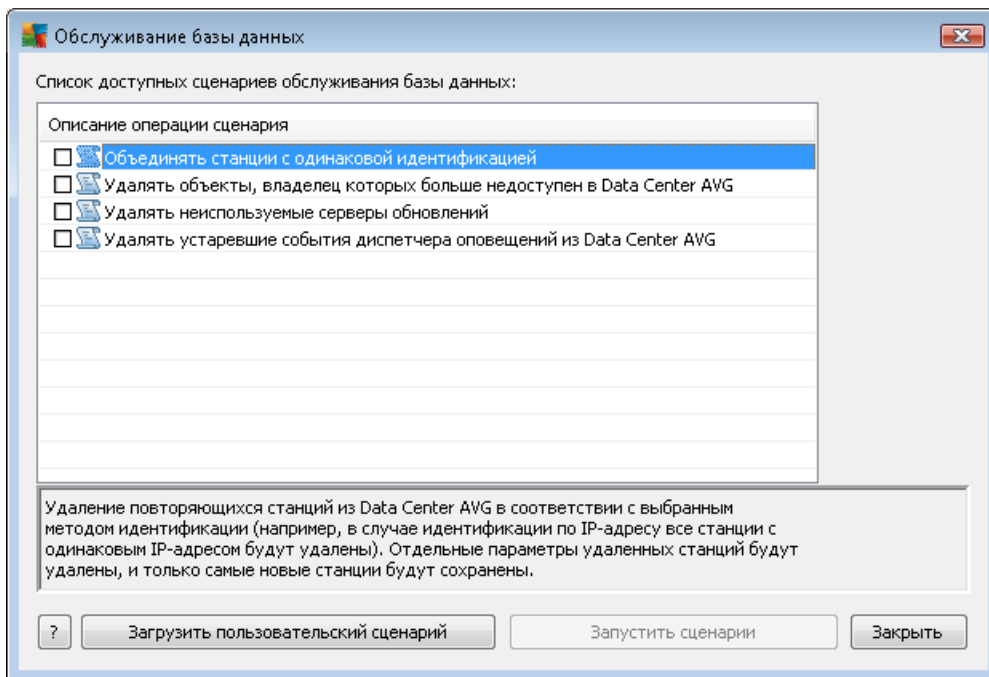 Обслуживание базы данных
Список доступных сценариев обслуживания базы данных:
Описание операции сценария
Объединять станции с одинаковой идентификацией
Удалять объекты, владелец которых больше недоступен в Data Center AVG
Удалять неиспользуемые серверы обновлений
Удалять устаревшие события диспетчера оповещений из Data Center AVG
Удаление повторяющихся станций из Data Center AVG в соответствии с выбранным
методом идентификации (например, в случае идентификации по IP-адресу все станции с
одинаковым IP-адресом будут удалены). Отдельные параметры удаленных станций будут
удалены, и только самые новые станции будут сохранены.
? Загрузить пользовательский сценарий Запустить сценарии Закрыть